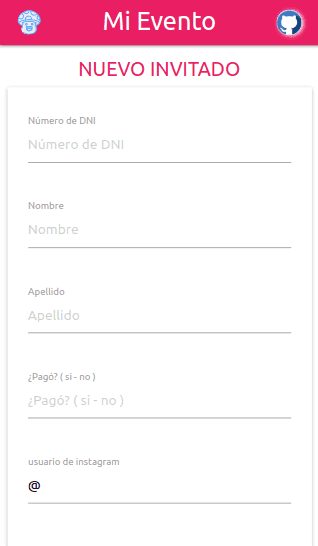 Mi Evento
NUEVO INVITADO
Número de DNI
Número de DNI
Nombre
Nombre
Apellido
Apellido
¿Pagó? ( si - no )
¿Pagó? ( si - no )
usuario de instagram
@